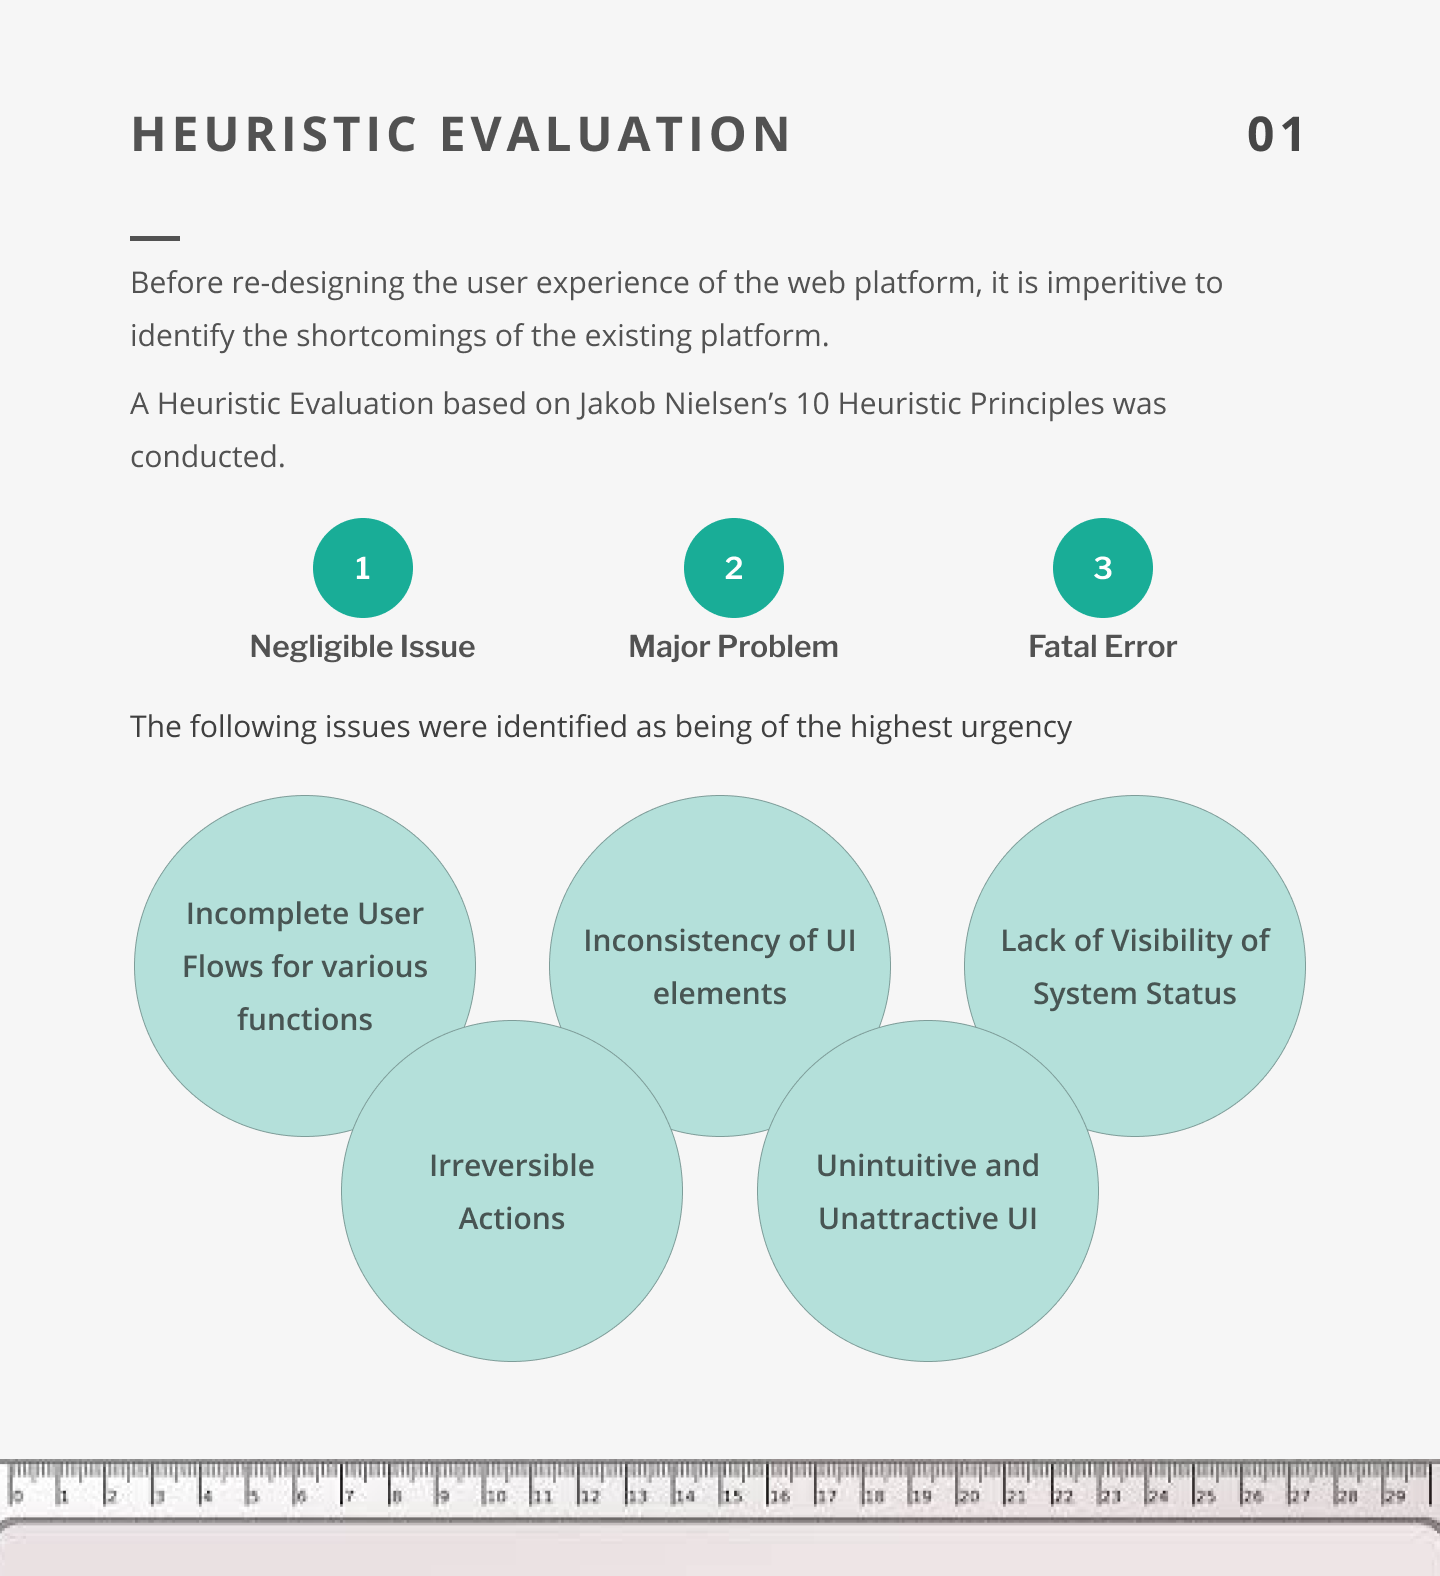 HEURISTIC EVALUATION
01
Before re-designing the user experience of the web platform, it is imperitive to
identify the shortcomings of the existing platform.
A Heuristic Evaluation based on Jakob Nielsen’s 10 Heuristic Principles was
conducted.
1
2
3
Negligible Issue
Major Problem
Fatal Error
The following issues were identified as being of the highest urgency
Incomplete User
Flows for various
functions
Inconsistency of UI
elements
Lack of Visibility of
System Status
Irreversible
Actions
Unintuitive and
Unattractive UI
0 1 2 3 4 5 6 7 8 9 10 11 12 13 14 15 16 17 18 19 20 21 22 23 24 25 26 27 28 29